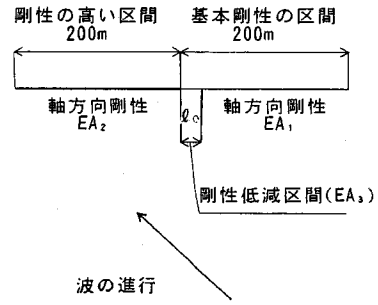 剛性の高い区間 基本剛性の区間
200m 200m
軸方向剛性 軸方向剛性
EA₂ ℓc EA₁
剛性低減区間(EA₃)
波の進行